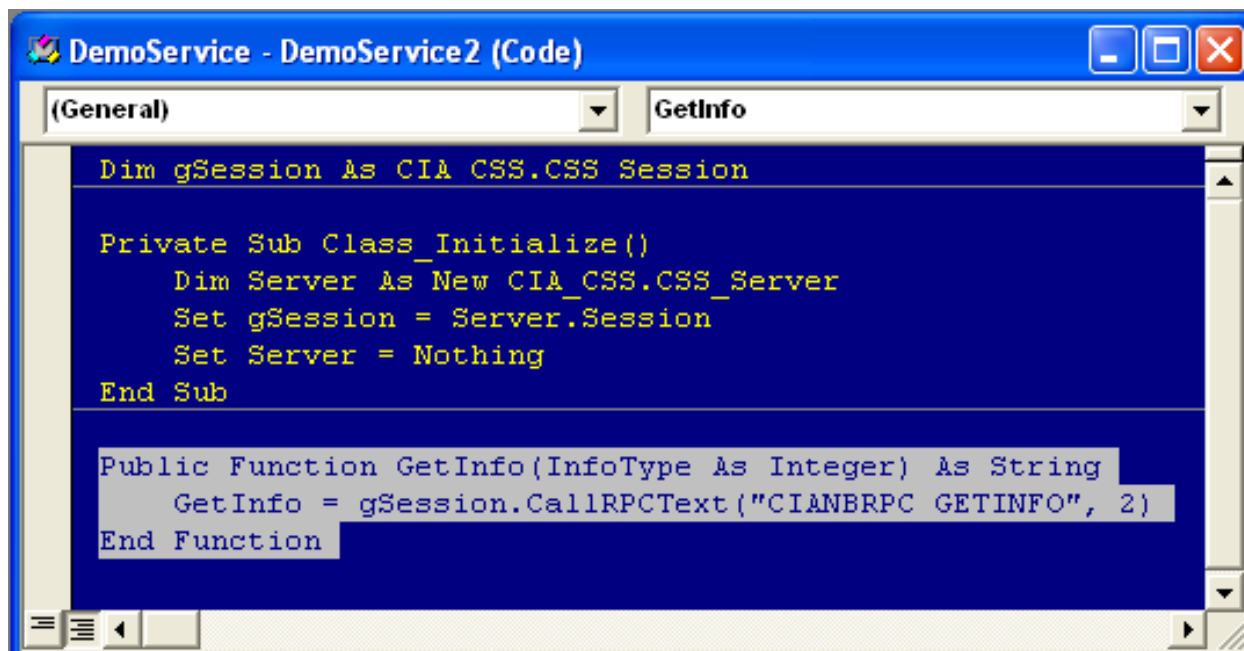 DemoService - DemoService2 (Code)
(General) GetInfo
Dim gSession As CIA CSS.CSS Session
Private Sub Class_Initialize()
Dim Server As New CIA_CSS.CSS_Server
Set gSession = Server.Session
Set Server = Nothing
End Sub
Public Function GetInfo(InfoType As Integer) As String
GetInfo = gSession.CallRPCText("CIANBRPC GETINFO", 2)
End Function